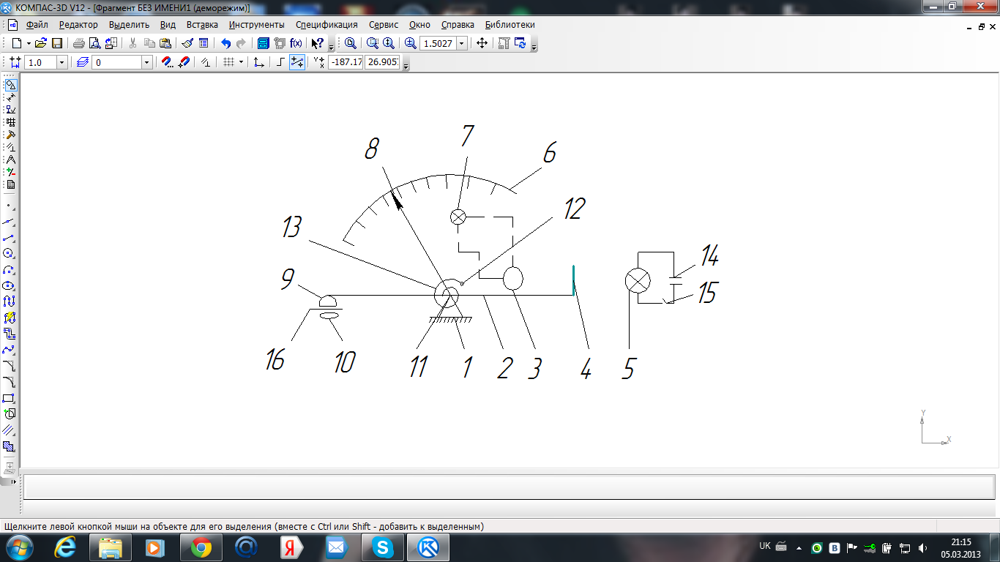 КОМПАС-3D V12 - [Фрагмент БЕЗ ИМЕНИ1 (деморежим)]
Файл Редактор Выделить Вид Вставка Инструменты Спецификация Сервис Окно Справка Библиотеки
f(x) 1.5027
1.0 0 -187.17 26.905
7
8 6
12
13
14
9
15
16 10 11 1 2 3 4 5
Y
X
Щелкните левой кнопкой мыши на объекте для его выделения (вместе с Ctrl или Shift - добавить к выделенным)
UK 21:15
05.03.2013